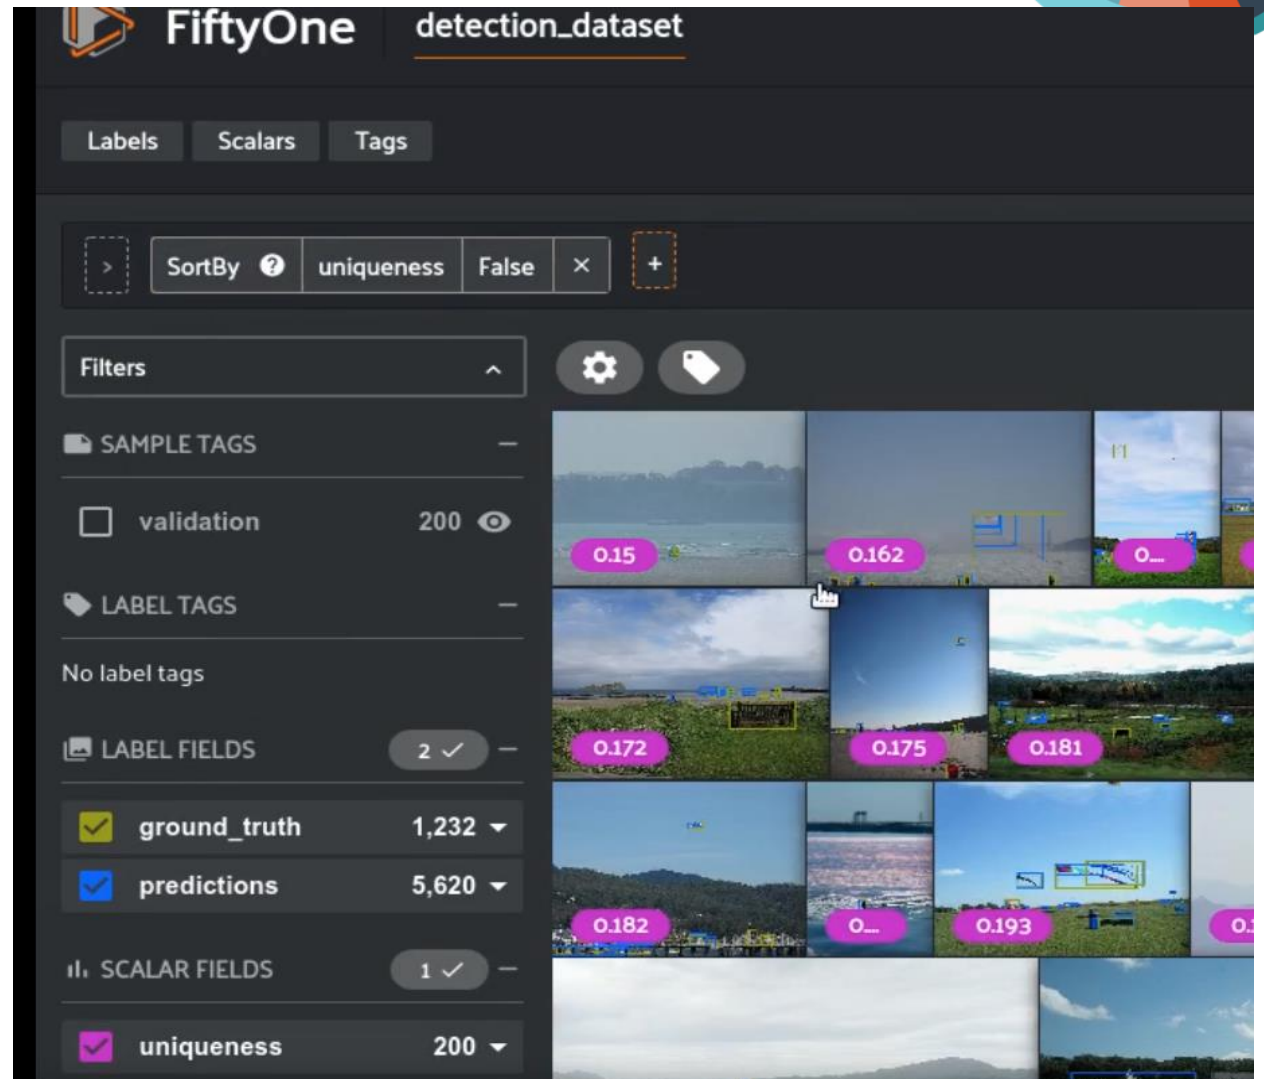 FiftyOne detection_dataset
Labels Scalars Tags
> SortBy ? uniqueness False × +
Filters
SAMPLE TAGS
validation 200
LABEL TAGS
No label tags
LABEL FIELDS 2
ground_truth 1,232
predictions 5,620
SCALAR FIELDS 1
uniqueness 200
0.15 0.162 0....
0.172 0.175 0.181
0.182 0.... 0.193